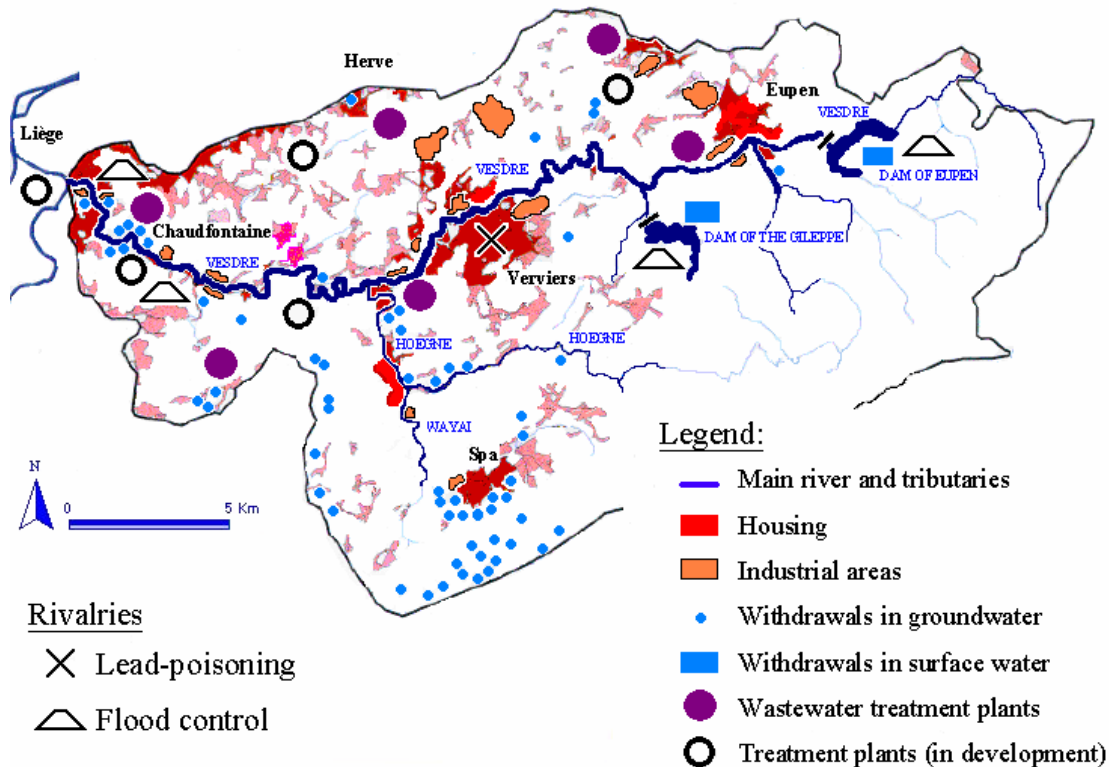 Herve
Eupen
Liège
VESDRE
VESDRE
DAM OF EUPEN
Chaudfontaine
DAM OF THE GILEPPE
VESDRE
Verviers
HOEGNE
HOEGNE
WAYAI
Spa
N
0 5 Km
Legend:
Main river and tributaries
Housing
Industrial areas
Withdrawals in groundwater
Withdrawals in surface water
Wastewater treatment plants
Treatment plants (in development)
Rivalries
Lead-poisoning
Flood control